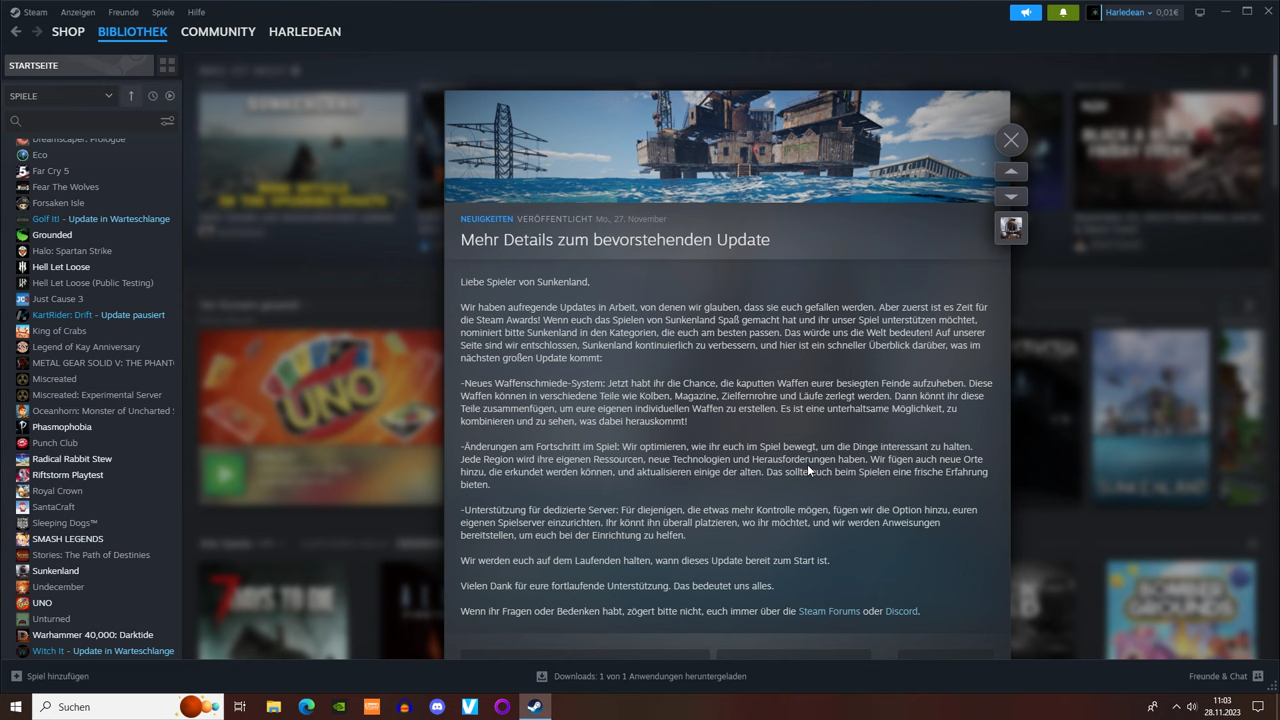 Steam Anzeigen Freunde Spiele Hilfe
Harledean 0,01€
SHOP BIBLIOTHEK COMMUNITY HARLEDEAN
STARTSEITE
SPIELE
Dreamscaper: Prologue
Eco
Far Cry 5
Fear The Wolves
Forsaken Isle
Golf It! - Update in Warteschlange
Grounded
Halo: Spartan Strike
Hell Let Loose
Hell Let Loose (Public Testing)
Just Cause 3
KartRider: Drift - Update pausiert
King of Crabs
Legend of Kay Anniversary
METAL GEAR SOLID V: THE PHANT
Miscreated
Miscreated: Experimental Server
Oceanhorn: Monster of Uncharted S
Phasmophobia
Punch Club
Radical Rabbit Stew
Riftstorm Playtest
Royal Crown
SantaCraft
Sleeping Dogs™
SMASH LEGENDS
Stories: The Path of Destinies
Sunkenland
Undecember
UNO
Unturned
Warhammer 40,000: Darktide
Witch It - Update in Warteschlange
NEUIGKEITEN VERÖFFENTLICHT Mo., 27. November
Mehr Details zum bevorstehenden Update
Liebe Spieler von Sunkenland,
Wir haben aufregende Updates in Arbeit, von denen wir glauben, dass sie euch gefallen werden. Aber zuerst ist es Zeit für
die Steam Awards! Wenn euch das Spielen von Sunkenland Spaß gemacht hat und ihr unser Spiel unterstützen möchtet,
nominiert bitte Sunkenland in den Kategorien, die euch am besten passen. Das würde uns die Welt bedeuten! Auf unserer
Seite sind wir entschlossen, Sunkenland kontinuierlich zu verbessern, und hier ist ein schneller Überblick darüber, was im
nächsten großen Update kommt:
-Neues Waffenschmiede-System: Jetzt habt ihr die Chance, die kaputten Waffen eurer besiegten Feinde aufzuheben. Diese
Waffen können in verschiedene Teile wie Kolben, Magazine, Zielfernrohre und Läufe zerlegt werden. Dann könnt ihr diese
Teile zusammenfügen, um eure eigenen individuellen Waffen zu erstellen. Es ist eine unterhaltsame Möglichkeit, zu
kombinieren und zu sehen, was dabei herauskommt!
-Änderungen am Fortschritt im Spiel: Wir optimieren, wie ihr euch im Spiel bewegt, um die Dinge interessant zu halten.
Jede Region wird ihre eigenen Ressourcen, neue Technologien und Herausforderungen haben. Wir fügen auch neue Orte
hinzu, die erkundet werden können, und aktualisieren einige der alten. Das sollte euch beim Spielen eine frische Erfahrung
bieten.
-Unterstützung für dedizierte Server: Für diejenigen, die etwas mehr Kontrolle mögen, fügen wir die Option hinzu, euren
eigenen Spielserver einzurichten. Ihr könnt ihn überall platzieren, wo ihr möchtet, und wir werden Anweisungen
bereitstellen, um euch bei der Einrichtung zu helfen.
Wir werden euch auf dem Laufenden halten, wann dieses Update bereit zum Start ist.
Vielen Dank für eure fortlaufende Unterstützung. Das bedeutet uns alles.
Wenn ihr Fragen oder Bedenken habt, zögert bitte nicht, euch immer über die Steam Forums oder Discord.
UNO
SUNKENLAND
Spiel hinzufügen
Downloads: 1 von 1 Anwendungen heruntergeladen
Freunde & Chat
Suchen
11:03
28.11.2023